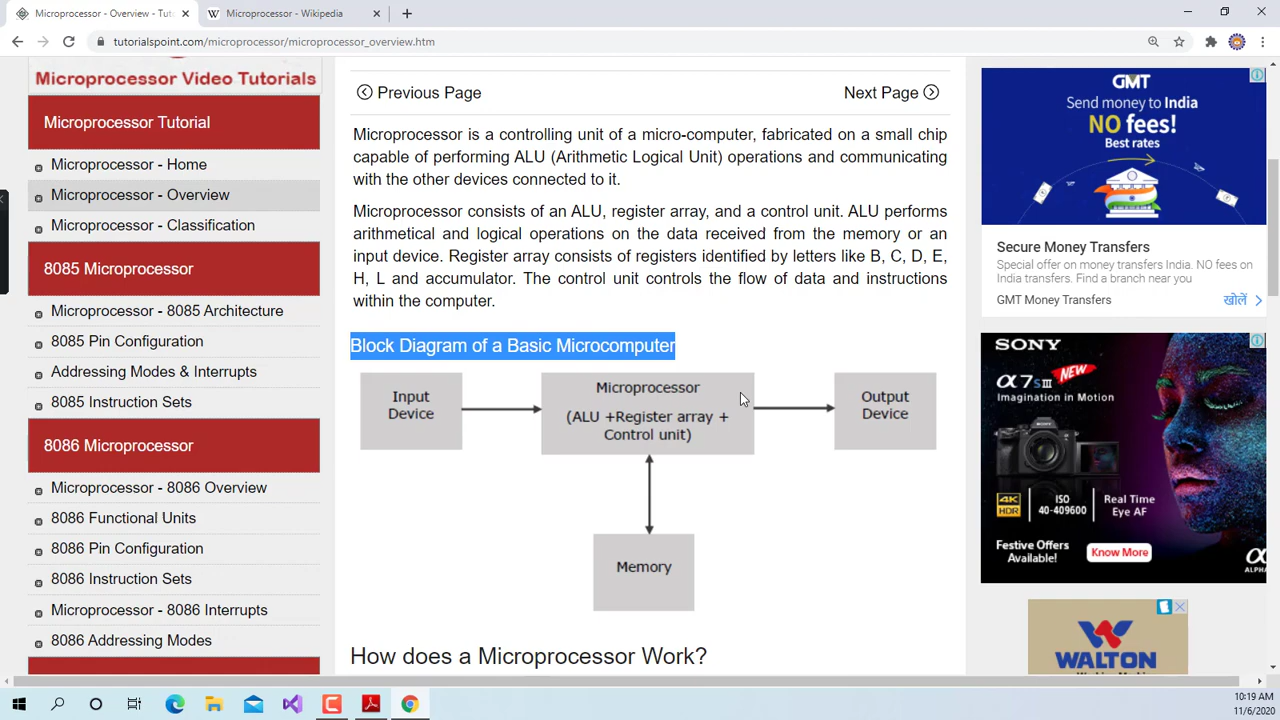 Microprocessor - Overview - Tut
Microprocessor - Wikipedia
tutorialspoint.com/microprocessor/microprocessor_overview.htm
Microprocessor Video Tutorials
Microprocessor Tutorial
Microprocessor - Home
Microprocessor - Overview
Microprocessor - Classification
8085 Microprocessor
Microprocessor - 8085 Architecture
8085 Pin Configuration
Addressing Modes & Interrupts
8085 Instruction Sets
8086 Microprocessor
Microprocessor - 8086 Overview
8086 Functional Units
8086 Pin Configuration
8086 Instruction Sets
Microprocessor - 8086 Interrupts
8086 Addressing Modes
Previous Page
Next Page
Microprocessor is a controlling unit of a micro-computer, fabricated on a small chip
capable of performing ALU (Arithmetic Logical Unit) operations and communicating
with the other devices connected to it.
Microprocessor consists of an ALU, register array, and a control unit. ALU performs
arithmetical and logical operations on the data received from the memory or an
input device. Register array consists of registers identified by letters like B, C, D, E,
H, L and accumulator. The control unit controls the flow of data and instructions
within the computer.
Block Diagram of a Basic Microcomputer
Input
Device
Microprocessor
(ALU +Register array +
Control unit)
Output
Device
Memory
How does a Microprocessor Work?
GMT
Send money to India
NO fees!
Best rates
Secure Money Transfers
Special offer on money transfers India. NO fees on
India transfers. Find a branch near you
GMT Money Transfers
खोलें
SONY
α7SIII NEW
Imagination in Motion
4K
HDR
ISO
40-409600
Real Time
Eye AF
Festive Offers
Available!
Know More
ALPHA
WALTON
10:19 AM
11/6/2020